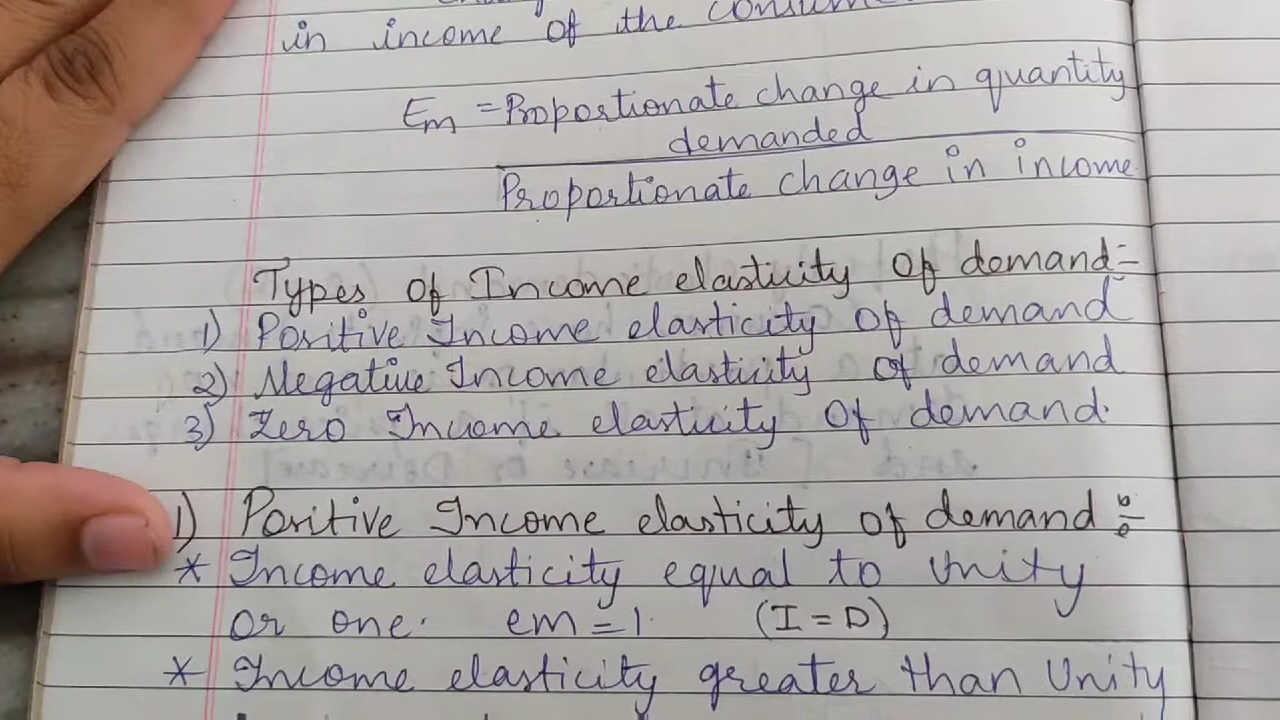 in income of the consume
Em = Proportionate change in quantity
demanded
Proportionate change in income
Types of Income elasticity of demand:-
1) Positive Income elasticity of demand
2) Negative Income elasticity of demand
3) Zero Income elasticity of demand.
1) Positive Income elasticity of demand :-
* Income elasticity equal to Unity
or one. em = 1. (I = D)
* Income elasticity greater than Unity